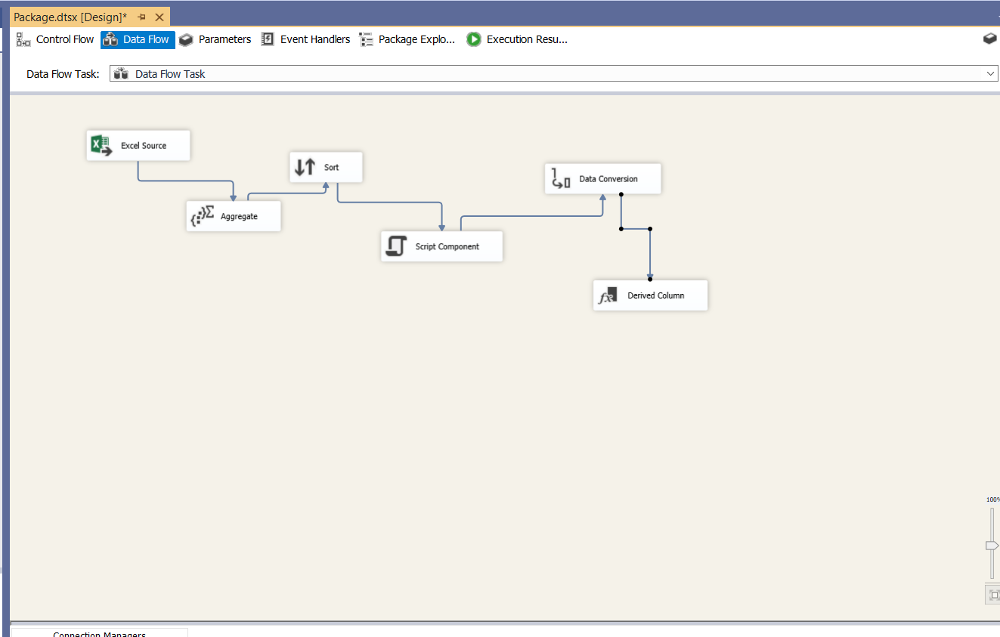 Package.dtsx [Design]*
Control Flow Data Flow Parameters Event Handlers Package Explo... Execution Resu...
Data Flow Task: Data Flow Task
Excel Source
Sort
Data Conversion
Aggregate
Script Component
Derived Column
100%
Connection Managers